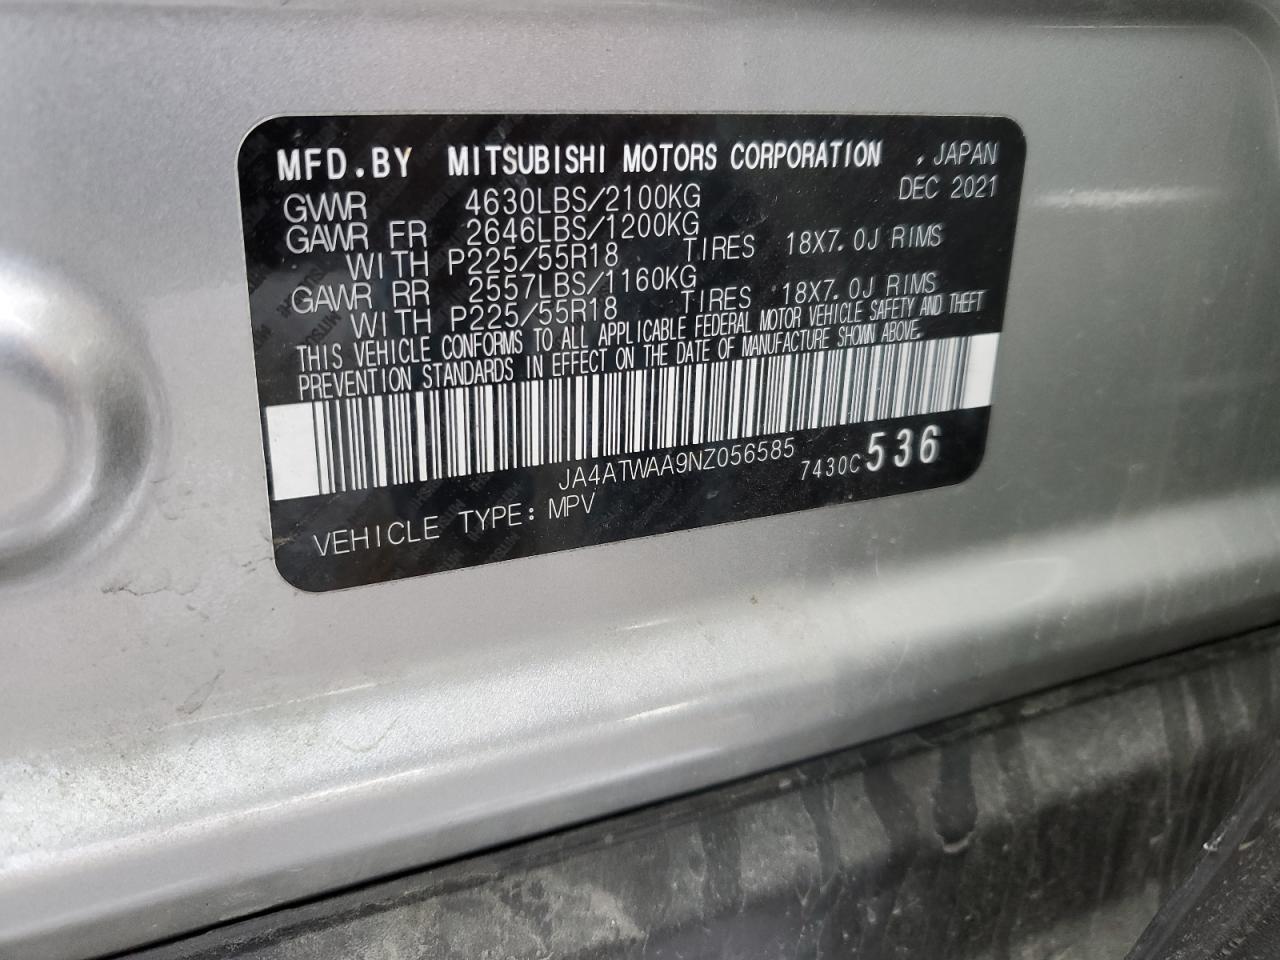 MFD.BY MITSUBISHI MOTORS CORPORATION , JAPAN
GVWR 4630LBS/2100KG DEC 2021
GAWR FR 2646LBS/1200KG
WITH P225/55R18 TIRES 18X7.0J RIMS
GAWR RR 2557LBS/1160KG
WITH P225/55R18 TIRES 18X7.0J RIMS
THIS VEHICLE CONFORMS TO ALL APPLICABLE FEDERAL MOTOR VEHICLE SAFETY AND THEFT
PREVENTION STANDARDS IN EFFECT ON THE DATE OF MANUFACTURE SHOWN ABOVE.
JA4ATWAA9NZ056585 7430C 536
VEHICLE TYPE: MPV